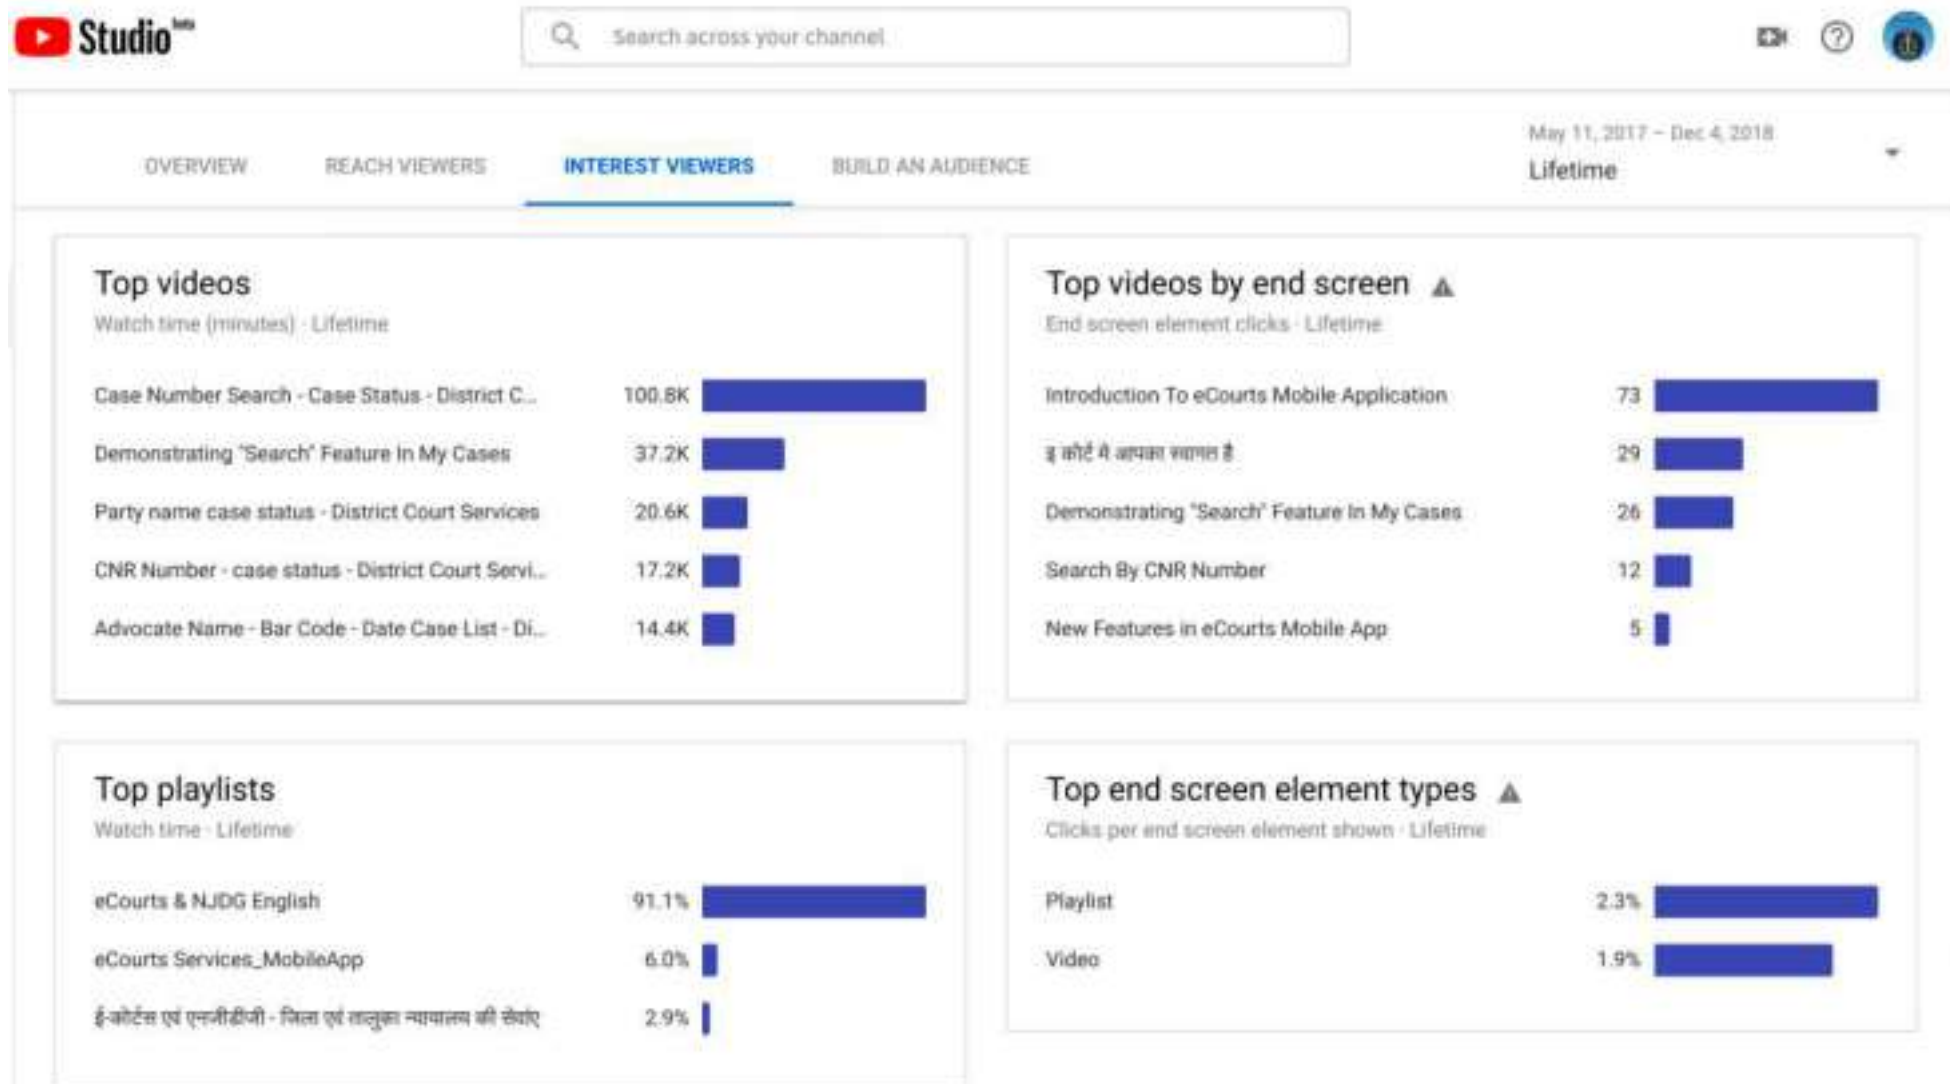 Studio beta
Search across your channel
OVERVIEW
REACH VIEWERS
INTEREST VIEWERS
BUILD AN AUDIENCE
May 11, 2017 – Dec 4, 2018
Lifetime
Top videos
Watch time (minutes) · Lifetime
Case Number Search - Case Status - District C... 100.8K
Demonstrating "Search" Feature In My Cases 37.2K
Party name case status - District Court Services 20.6K
CNR Number - case status - District Court Servi... 17.2K
Advocate Name - Bar Code - Date Case List - Di... 14.4K
Top videos by end screen
End screen element clicks · Lifetime
Introduction To eCourts Mobile Application 73
इ कोर्ट मे आपका स्वागत है 29
Demonstrating "Search" Feature In My Cases 26
Search By CNR Number 12
New Features in eCourts Mobile App 5
Top playlists
Watch time · Lifetime
eCourts & NJDG English 91.1%
eCourts Services_MobileApp 6.0%
ई-कोर्टस एवं एनजीडीजी - जिला एवं तालुका न्यायालय की सेवांए 2.9%
Top end screen element types
Clicks per end screen element shown · Lifetime
Playlist 2.3%
Video 1.9%